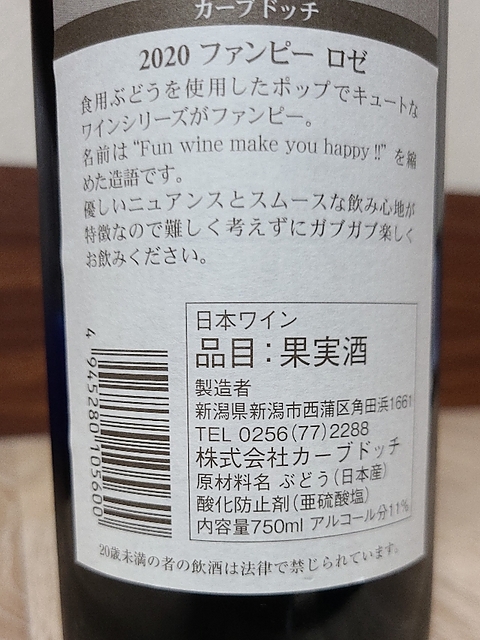 カーブドッチ
2020 ファンピー ロゼ
食用ぶどうを使用したポップでキュートな
ワインシリーズがファンピー。
名前は“Fun wine make you happy !!” を縮
めた造語です。
優しいニュアンスとスムースな飲み心地が
特徴なので難しく考えずにガブガブ楽しく
お飲みください。
日本ワイン
品目：果実酒
製造者
新潟県新潟市西蒲区角田浜1661
TEL 0256(77)2288
株式会社カーブドッチ
原材料名 ぶどう(日本産)
酸化防止剤(亜硫酸塩)
内容量750ml アルコール分11%
4 945280 105600
20歳未満の者の飲酒は法律で禁じられています。